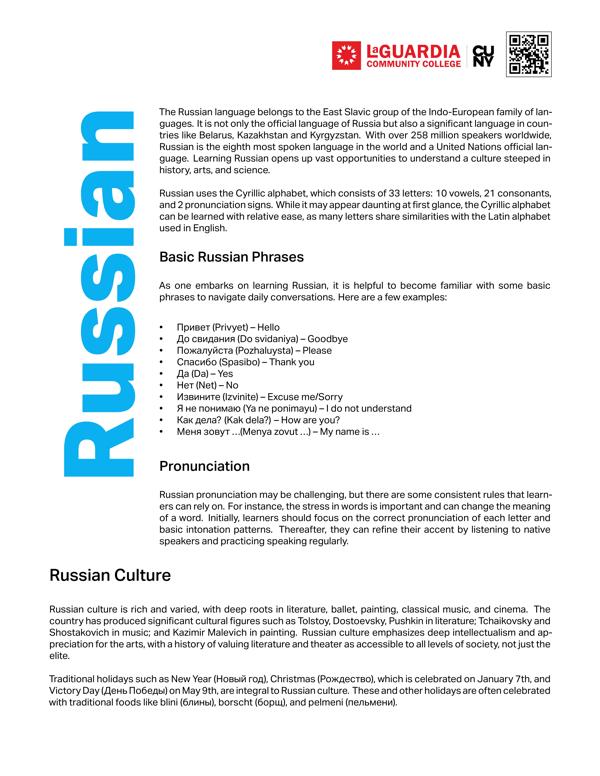 LaGUARDIA
COMMUNITY COLLEGE
CU
NY
Russian
The Russian language belongs to the East Slavic group of the Indo-European family of lan-
guages. It is not only the official language of Russia but also a significant language in coun-
tries like Belarus, Kazakhstan and Kyrgyzstan. With over 258 million speakers worldwide,
Russian is the eighth most spoken language in the world and a United Nations official lan-
guage. Learning Russian opens up vast opportunities to understand a culture steeped in
history, arts, and science.
Russian uses the Cyrillic alphabet, which consists of 33 letters: 10 vowels, 21 consonants,
and 2 pronunciation signs. While it may appear daunting at first glance, the Cyrillic alphabet
can be learned with relative ease, as many letters share similarities with the Latin alphabet
used in English.
Basic Russian Phrases
As one embarks on learning Russian, it is helpful to become familiar with some basic
phrases to navigate daily conversations. Here are a few examples:
• Привет (Privyet) – Hello
• До свидания (Do svidaniya) – Goodbye
• Пожалуйста (Pozhaluysta) – Please
• Спасибо (Spasibo) – Thank you
• Да (Da) – Yes
• Нет (Net) – No
• Извините (Izvinite) – Excuse me/Sorry
• Я не понимаю (Ya ne ponimayu) – I do not understand
• Как дела? (Kak dela?) – How are you?
• Меня зовут …(Menya zovut …) – My name is …
Pronunciation
Russian pronunciation may be challenging, but there are some consistent rules that learn-
ers can rely on. For instance, the stress in words is important and can change the meaning
of a word. Initially, learners should focus on the correct pronunciation of each letter and
basic intonation patterns. Thereafter, they can refine their accent by listening to native
speakers and practicing speaking regularly.
Russian Culture
Russian culture is rich and varied, with deep roots in literature, ballet, painting, classical music, and cinema. The
country has produced significant cultural figures such as Tolstoy, Dostoevsky, Pushkin in literature; Tchaikovsky and
Shostakovich in music; and Kazimir Malevich in painting. Russian culture emphasizes deep intellectualism and ap-
preciation for the arts, with a history of valuing literature and theater as accessible to all levels of society, not just the
elite.
Traditional holidays such as New Year (Новый год), Christmas (Рождество), which is celebrated on January 7th, and
Victory Day (День Победы) on May 9th, are integral to Russian culture. These and other holidays are often celebrated
with traditional foods like blini (блины), borscht (борщ), and pelmeni (пельмени).